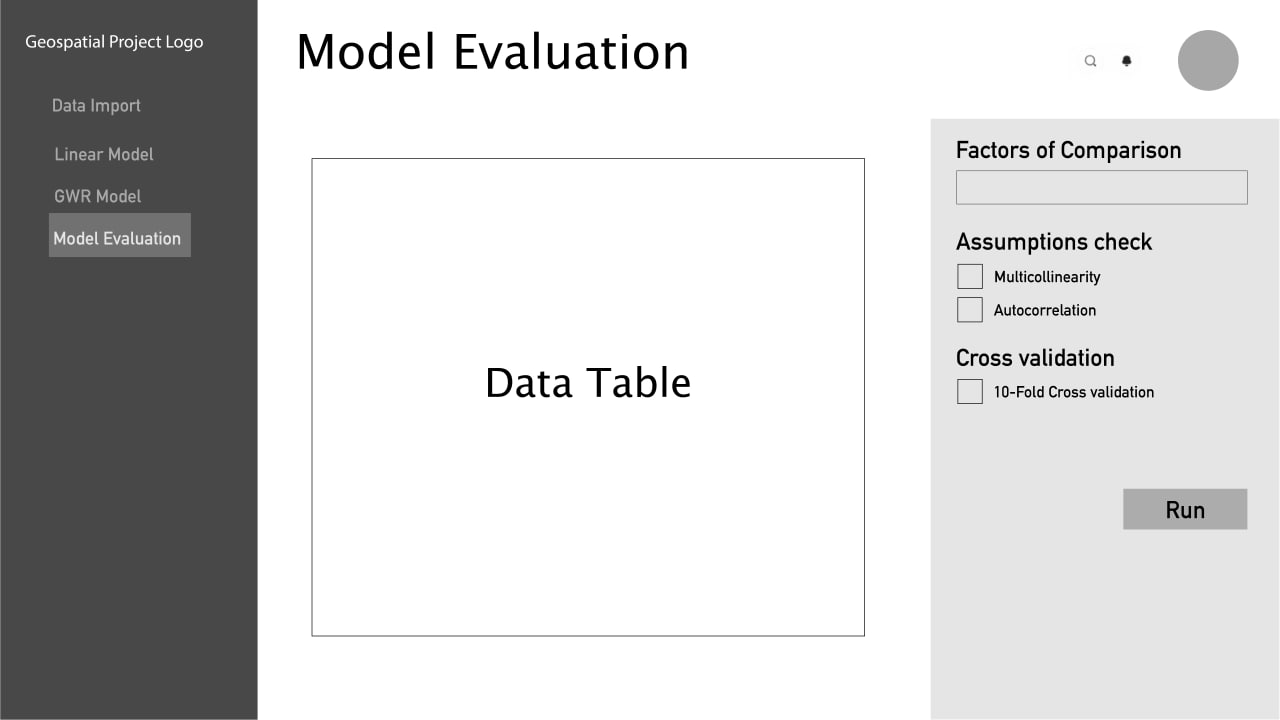 Geospatial Project Logo
Data Import
Linear Model
GWR Model
Model Evaluation
Model Evaluation
Data Table
Factors of Comparison
Assumptions check
Multicollinearity
Autocorrelation
Cross validation
10-Fold Cross validation
Run